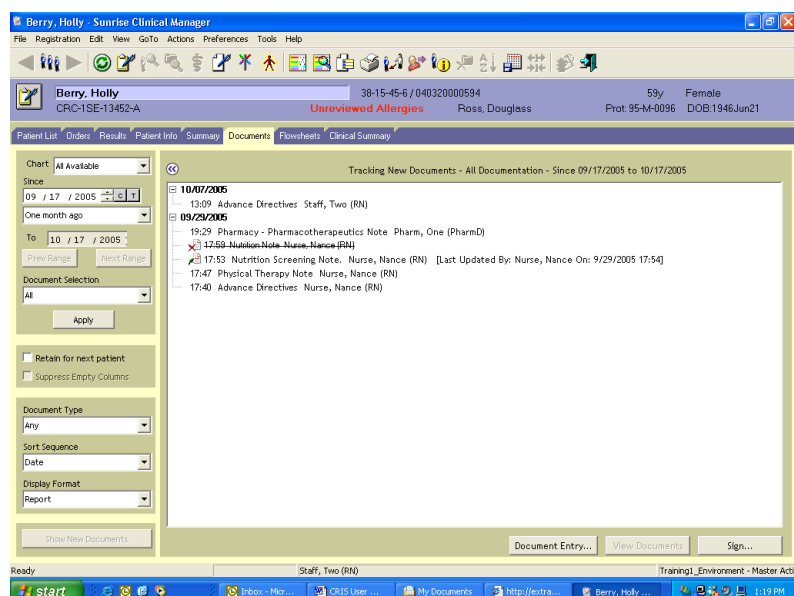 Berry, Holly - Sunrise Clinical Manager
File Registration Edit View GoTo Actions Preferences Tools Help
Berry, Holly 38-15-45-6 / 040320000594 59y Female
CRC-1SE-13452-A Unreviewed Allergies Ross, Douglass Prot: 95-M-0096 DOB:1946Jun21
Patient List Orders Results Patient Info Summary Documents Flowsheets Clinical Summary
Chart All Available
Since
09 / 17 / 2005 C T
One month ago
To 10 / 17 / 2005
Prev Range Next Range
Document Selection
All
Apply
Retain for next patient
Suppress Empty Columns
Document Type
Any
Sort Sequence
Date
Display Format
Report
Show New Documents
Tracking New Documents - All Documentation - Since 09/17/2005 to 10/17/2005
10/07/2005
13:09 Advance Directives Staff, Two (RN)
09/29/2005
19:29 Pharmacy - Pharmacotherapeutics Note Pharm, One (PharmD)
17:59 Nutrition Note Nurse, Nance (RN)
17:53 Nutrition Screening Note. Nurse, Nance (RN) [Last Updated By: Nurse, Nance On: 9/29/2005 17:54]
17:47 Physical Therapy Note Nurse, Nance (RN)
17:40 Advance Directives Nurse, Nance (RN)
Document Entry... View Documents Sign...
Ready Staff, Two (RN) Training1_Environment - Master Acti
start Inbox - Micr... CRIS User ... My Documents http://extra... Berry, Holly ... 1:19 PM